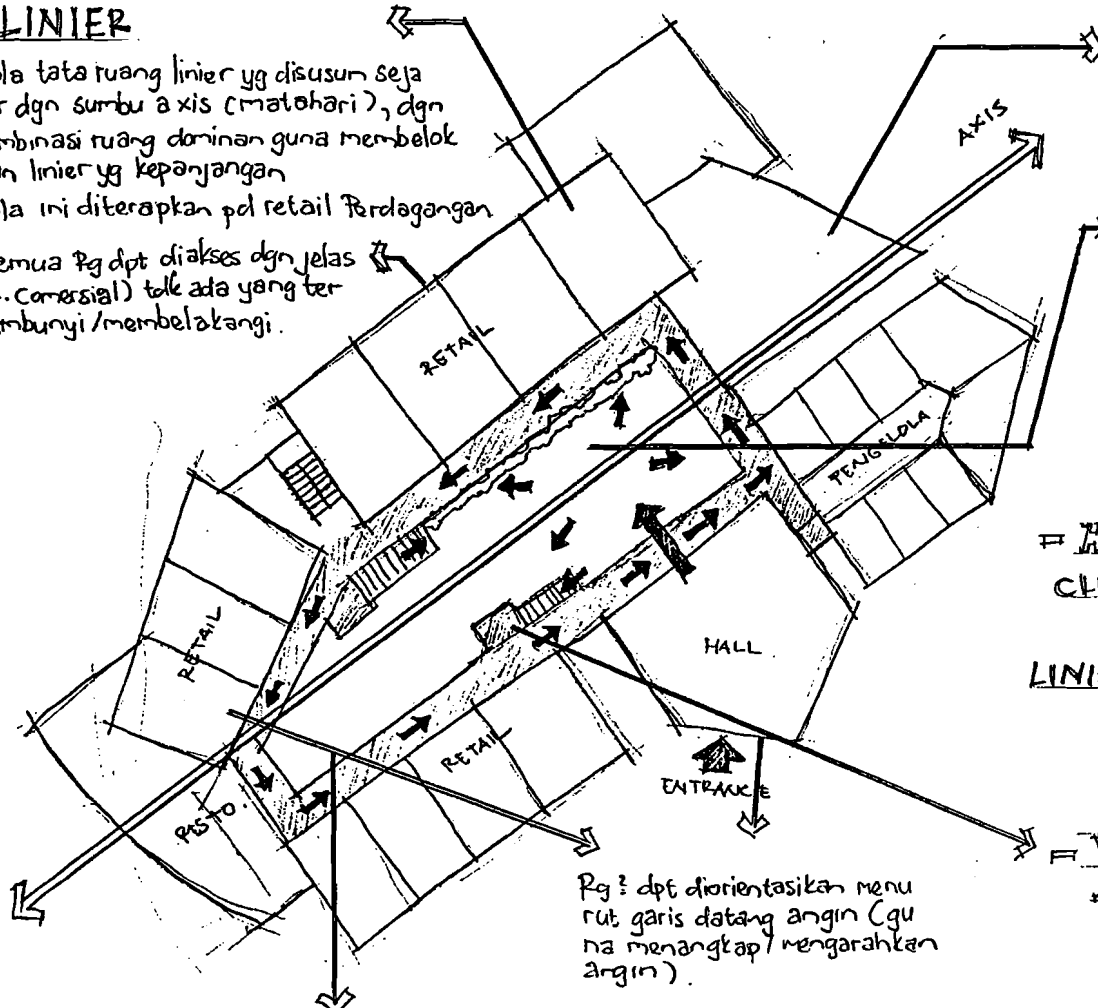 LINIER
la tata ruang linier yg disusun seja
r dgn sumbu axis (matahari), dgn
mbinasi ruang dominan guna membelok
n linier yg kepanjangan
la ini diterapkan pd retail Perdagangan
emua Rg dpt diakses dgn jelas
. Comersial) tdk ada yang ter
mbunyi / membelakangi.
AXIS
RETAIL
PENGELOLA
RETAIL
HALL
RETAIL
ENTRANCE
RESTO.
Rg² dpt diorientasikan menu
rut garis datang angin (gu
na menangkap / mengarahkan
angin).
= 
CL
LINI